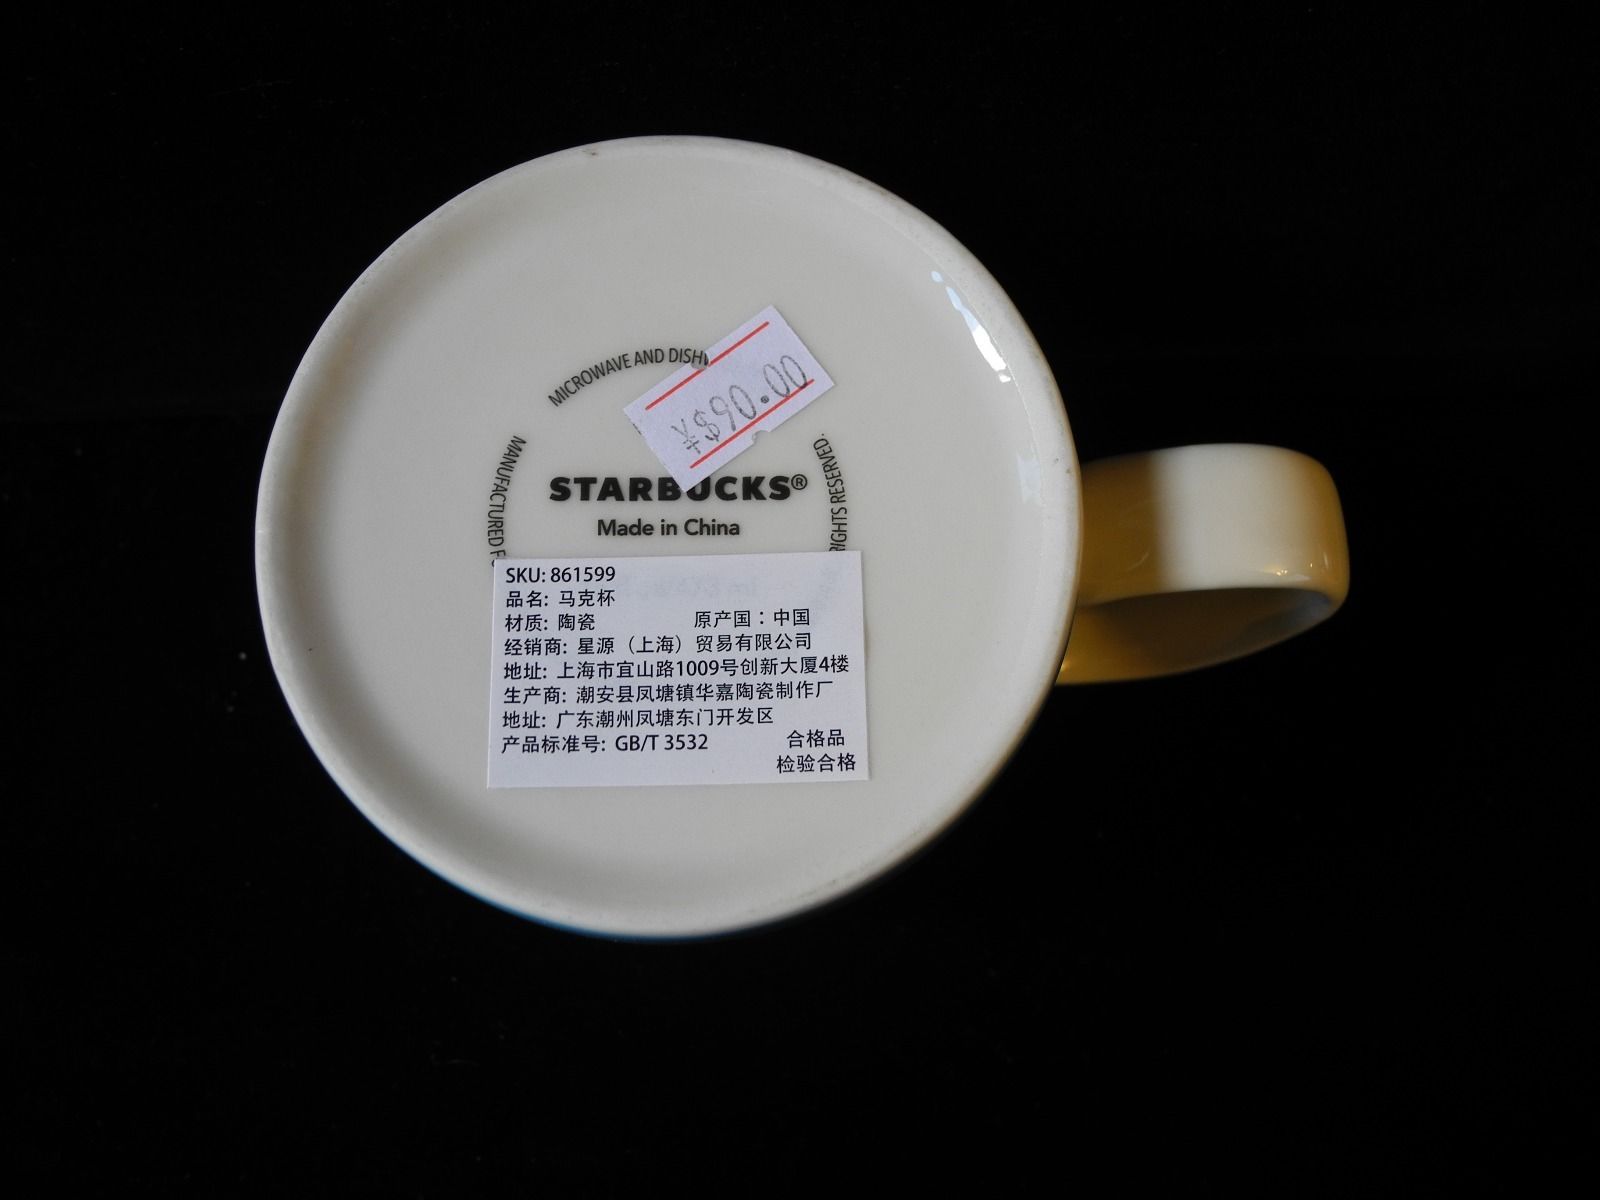 MICROWAVE AND DISHW
¥$90.00
MANUFACTURED
RIGHTS RESERVED.
STARBUCKS®
Made in China
SKU: 861599
品名: 马克杯
材质: 陶瓷 原产国：中国
经销商: 星源（上海）贸易有限公司
地址: 上海市宜山路1009号创新大厦4楼
生产商: 潮安县凤塘镇华嘉陶瓷制作厂
地址: 广东潮州凤塘东门开发区
产品标准号: GB/T 3532 合格品
检验合格